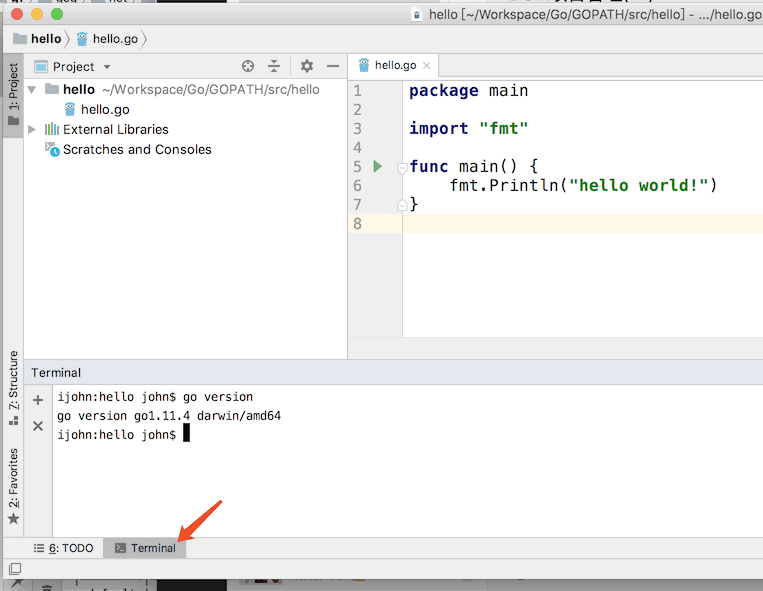 hello [~/Workspace/Go/GOPATH/src/hello] - .../hello.go
hello hello.go
1: Project
Project
hello ~/Workspace/Go/GOPATH/src/hello
hello.go
External Libraries
Scratches and Consoles
hello.go
1 package main
2
3 import "fmt"
4
5 func main() {
6 fmt.Println("hello world!")
7 }
8
7: Structure
2: Favorites
Terminal
ijohn:hello john$ go version
go version go1.11.4 darwin/amd64
ijohn:hello john$
6: TODO Terminal